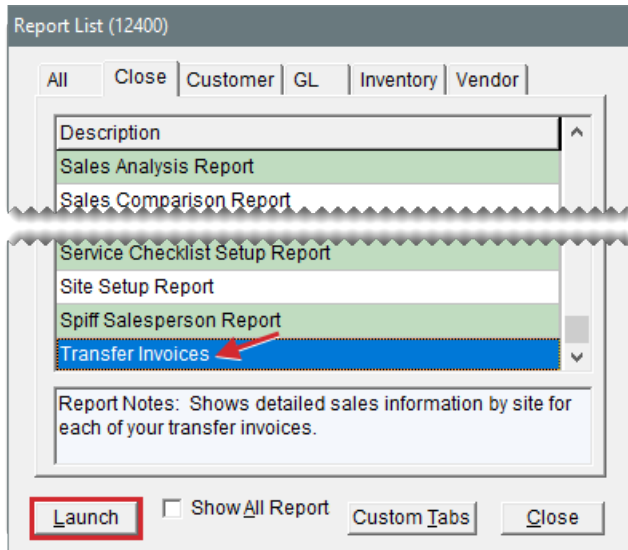 Report List (12400)
All Close Customer GL Inventory Vendor
Description
Sales Analysis Report
Sales Comparison Report
Service Checklist Setup Report
Site Setup Report
Spiff Salesperson Report
Transfer Invoices
Report Notes: Shows detailed sales information by site for
each of your transfer invoices.
Launch Show All Report Custom Tabs Close